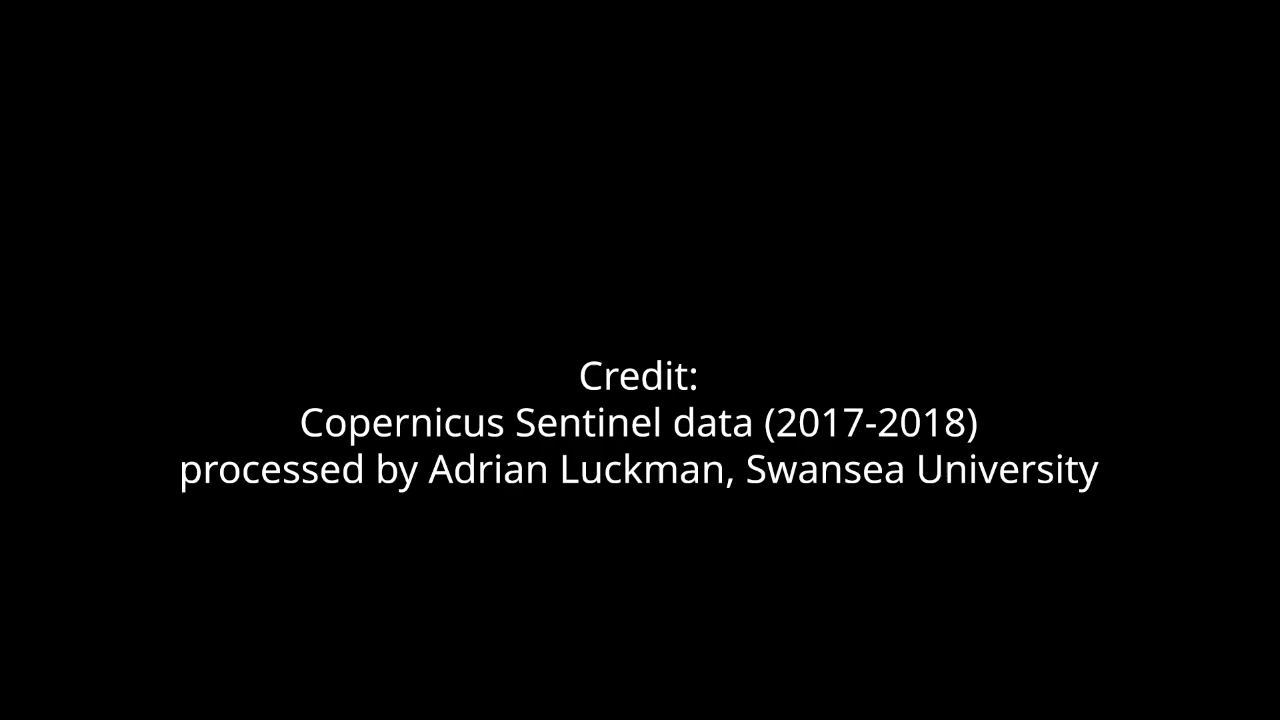 Credit:
Copernicus Sentinel data (2017-2018)
processed by Adrian Luckman, Swansea University